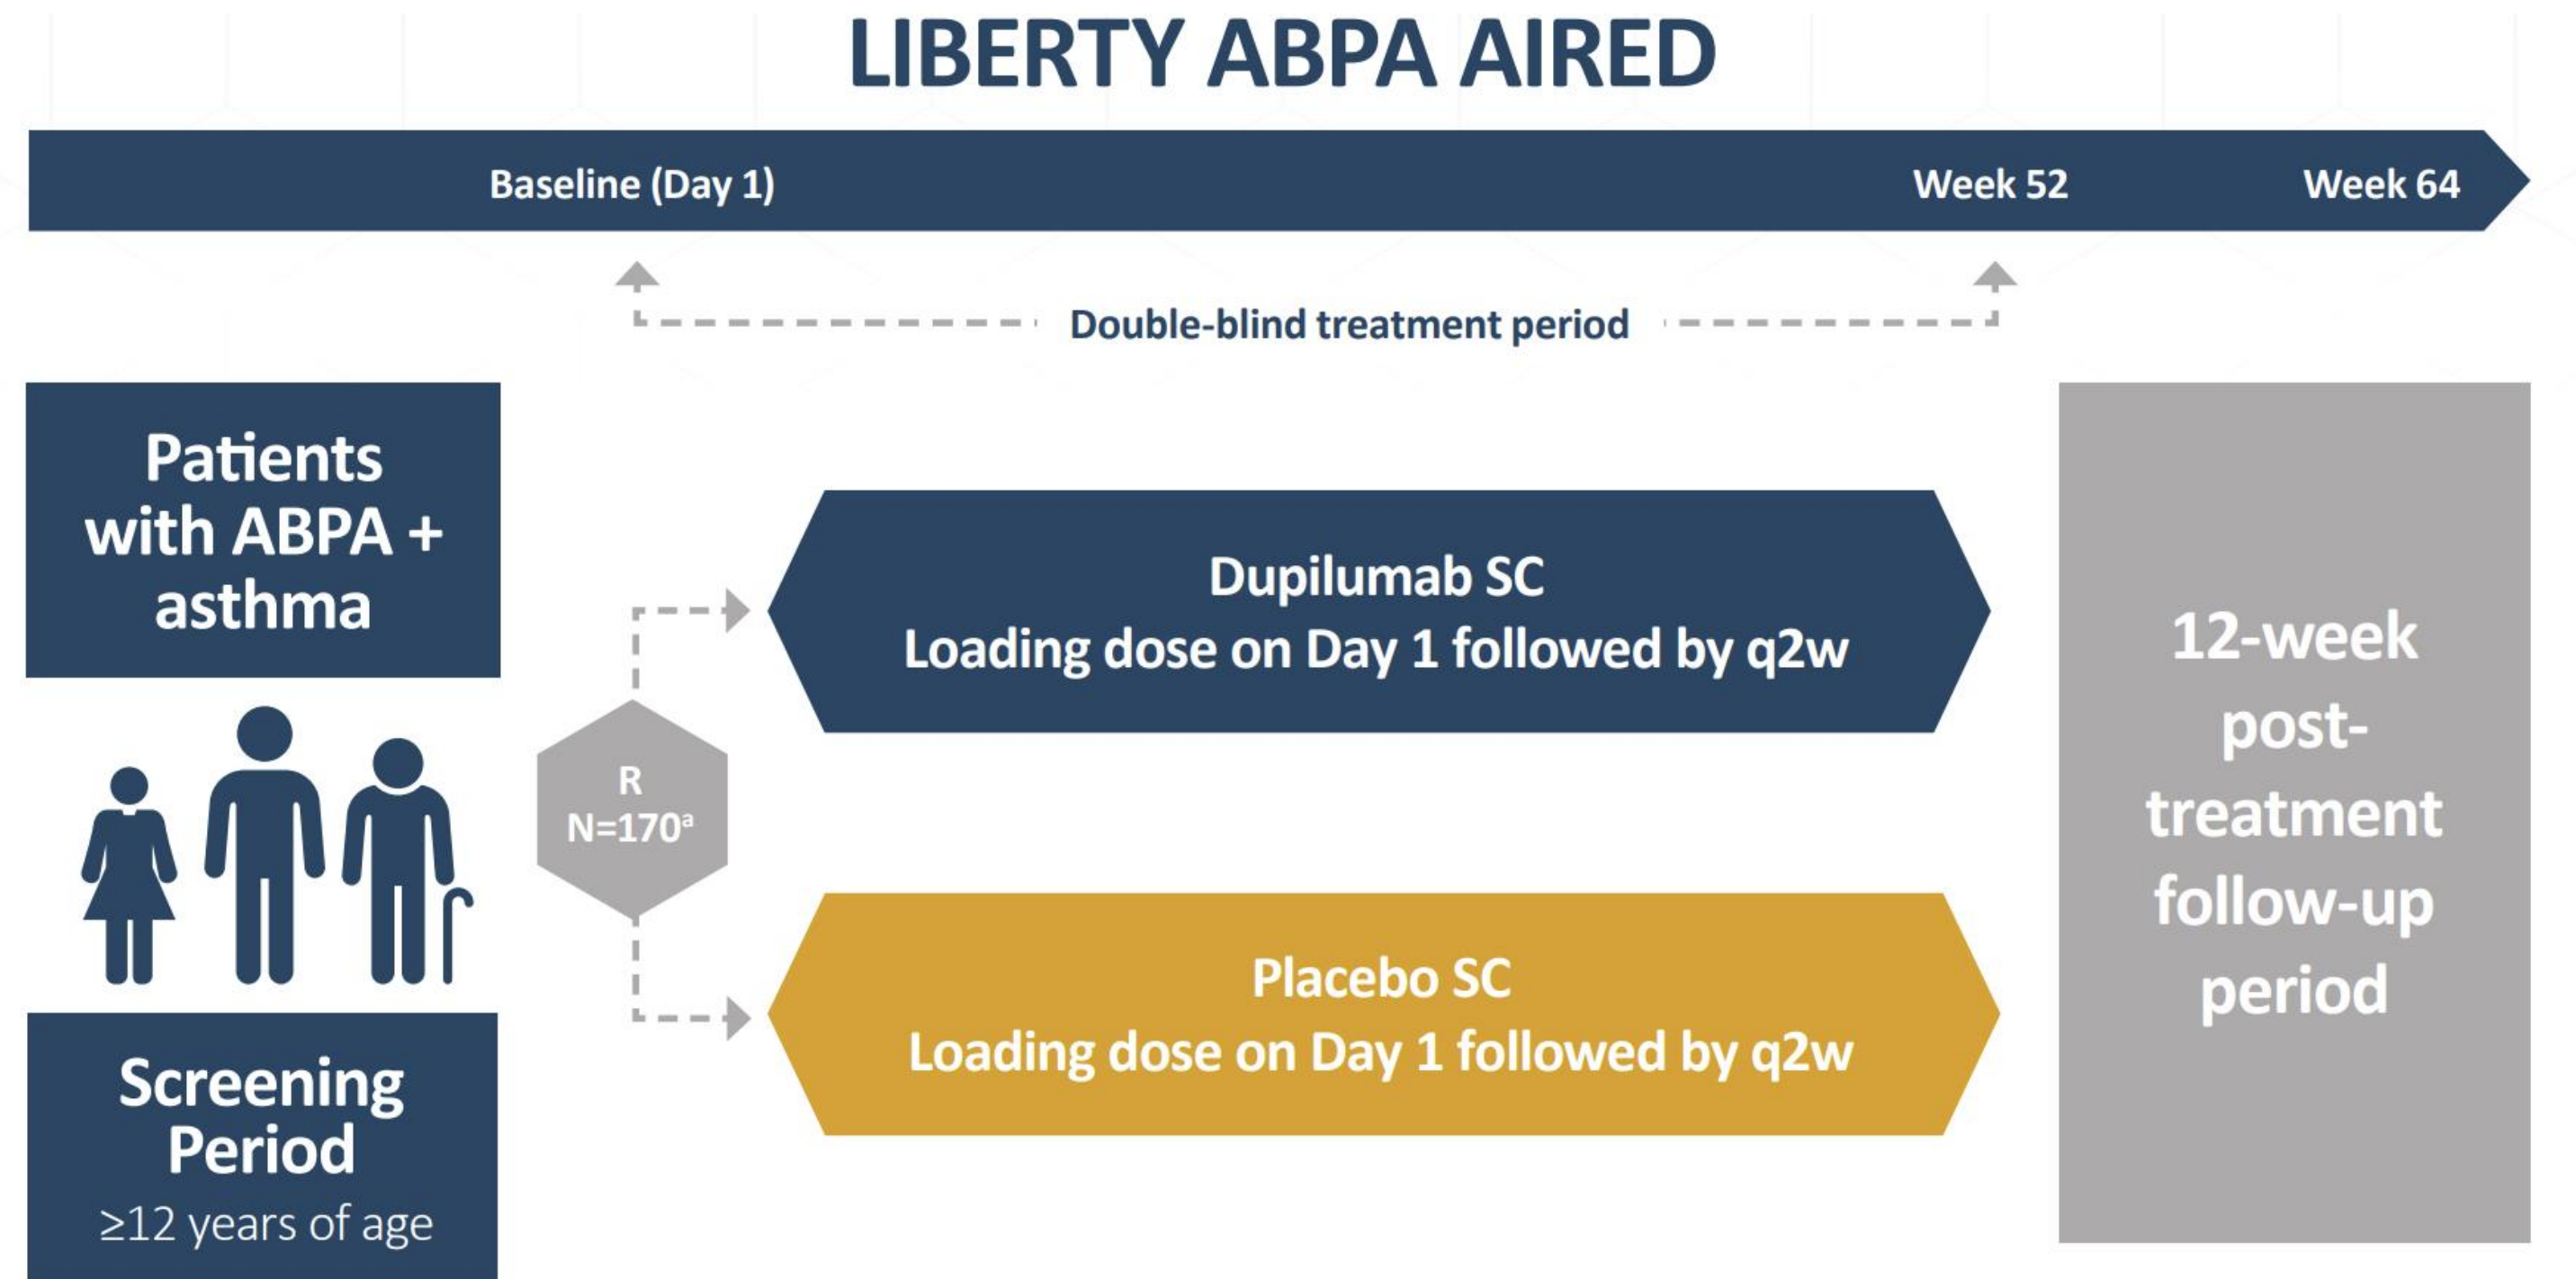 LIBERTY ABPA AIRED
Baseline (Day 1)
Week 52
Week 64
Double-blind treatment period
Patients
with ABPA +
asthma
Screening
Period
≥12 years of age
R
N=170ª
Dupilumab SC
Loading dose on Day 1 followed by q2w
Placebo SC
Loading dose on Day 1 followed by q2w
12-week
post-
treatment
follow-up
period